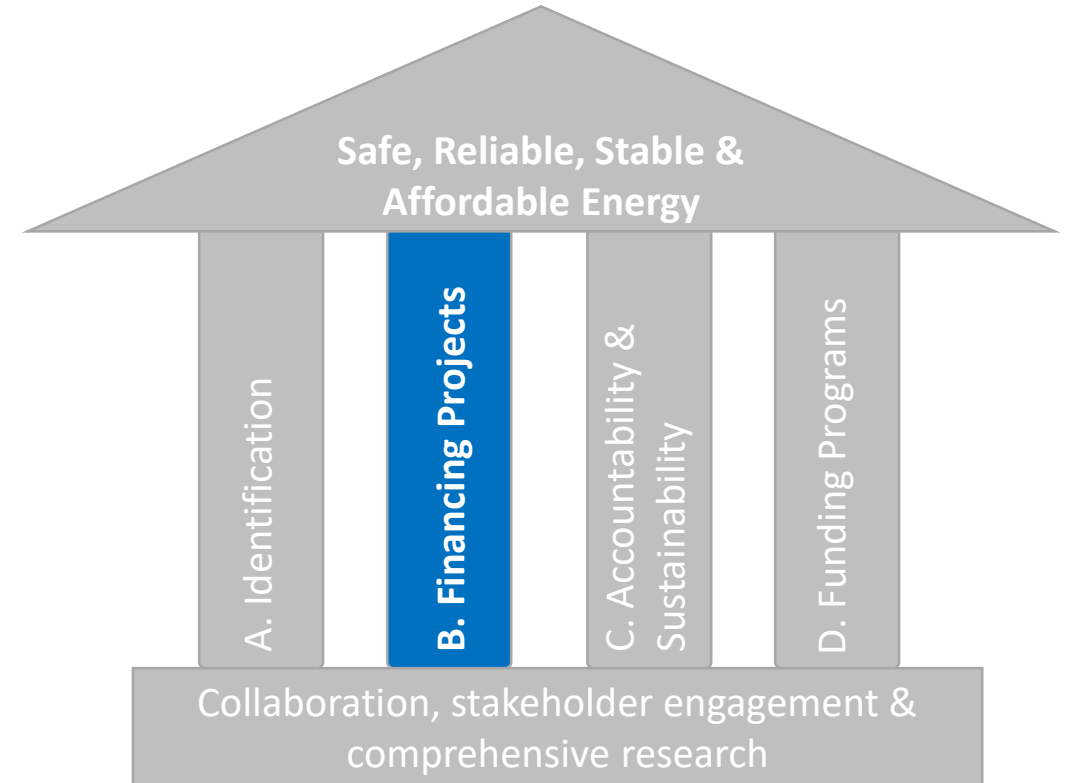 Safe, Reliable, Stable &
Affordable Energy
A. Identification
B. Financing Projects
C. Accountability &
Sustainability
D. Funding Programs
Collaboration, stakeholder engagement &
comprehensive research